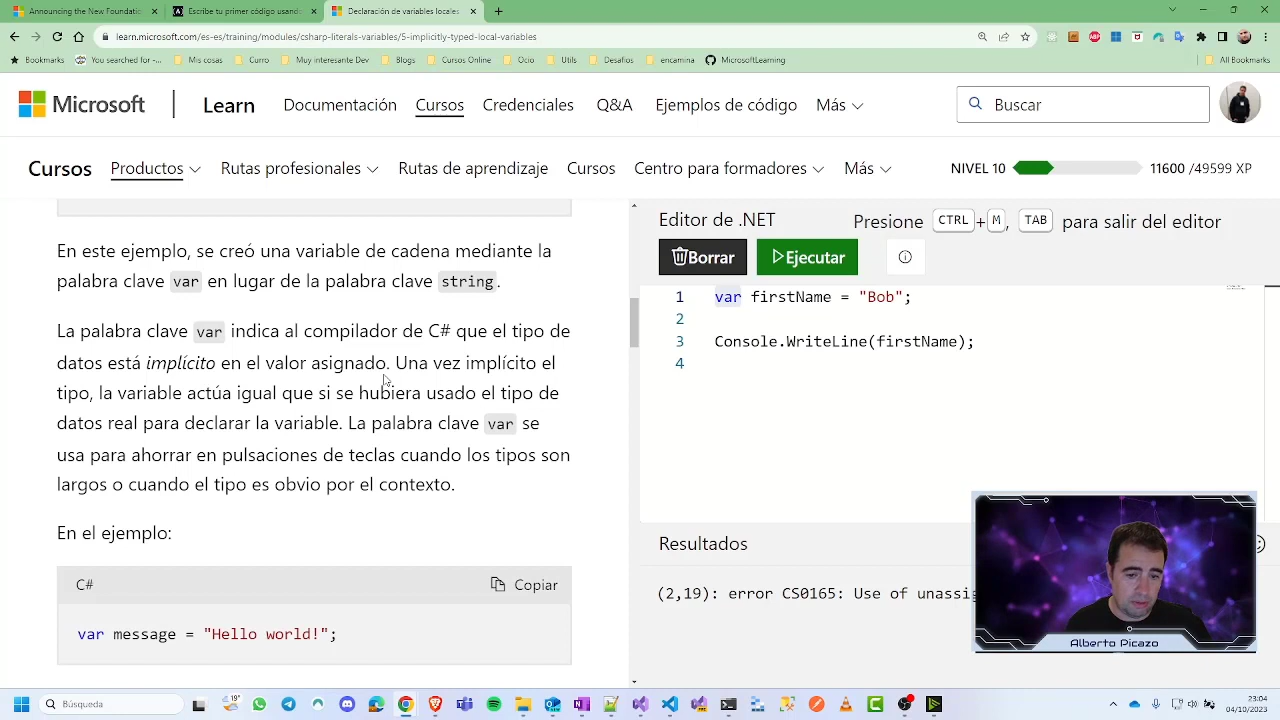 Announcing the New Foundatic
Escribe tu primer código usando
Declaración de variables locales
learn.microsoft.com/es-es/training/modules/csharp-literals-variables/5-implicitly-typed-local-variables
Bookmarks
You searched for -...
Mis cosas
Curro
Muy interesante Dev
Blogs
Cursos Online
Ocio
Utils
Desafios
encamina
MicrosoftLearning
All Bookmarks
Microsoft
Learn
Documentación
Cursos
Credenciales
Q&A
Ejemplos de código
Más
Buscar
Cursos
Productos
Rutas profesionales
Rutas de aprendizaje
Cursos
Centro para formadores
Más
NIVEL 10
11600 /49599 XP
En este ejemplo, se creó una variable de cadena mediante la
palabra clave var en lugar de la palabra clave string.
La palabra clave var indica al compilador de C# que el tipo de
datos está implícito en el valor asignado. Una vez implícito el
tipo, la variable actúa igual que si se hubiera usado el tipo de
datos real para declarar la variable. La palabra clave var se
usa para ahorrar en pulsaciones de teclas cuando los tipos son
largos o cuando el tipo es obvio por el contexto.
En el ejemplo:
C#
Copiar
var message = "Hello world!";
Editor de .NET
Presione CTRL + M, TAB para salir del editor
Borrar
Ejecutar
1 var firstName = "Bob";
2
3 Console.WriteLine(firstName);
4
Resultados
(2,19): error CS0165: Use of unassi
Alberto Picazo
Búsqueda
19°
23:04
04/10/2023